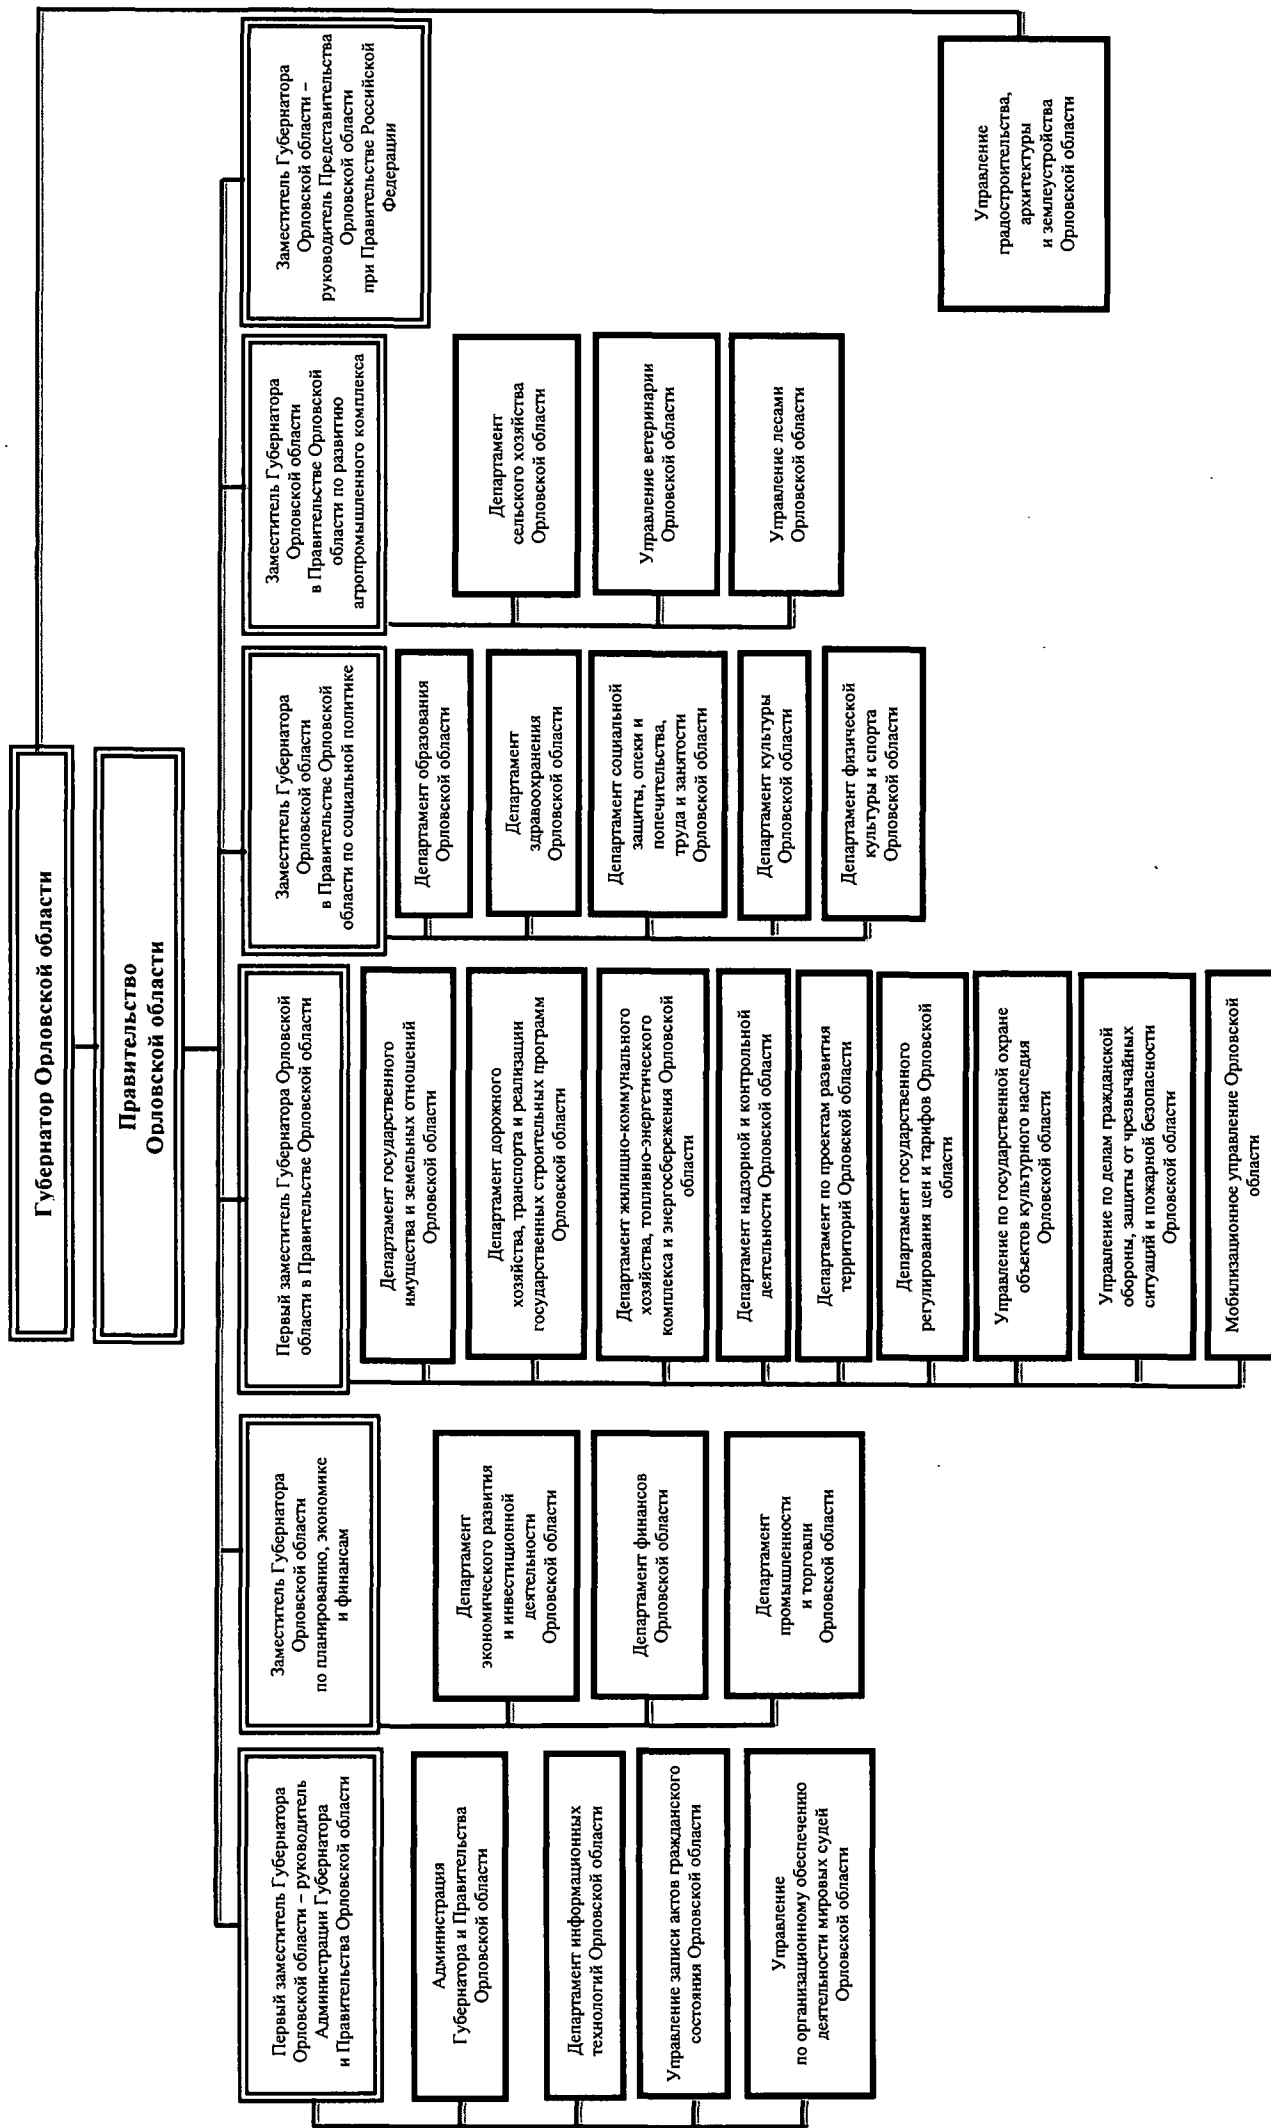 Губернатор Орловской области
Правительство
Орловской области
Первый заместитель Губернатора
Орловской области – руководитель
Администрации Губернатора
и Правительства Орловской области
Администрация
Губернатора и Правительства
Орловской области
Департамент информационных
технологий Орловской области
Управление записи актов гражданского
состояния Орловской области
Управление
по организационному обеспечению
деятельности мировых судей
Орловской области
Заместитель Губернатора
Орловской области
по планированию, экономике
и финансам
Департамент
экономического развития
и инвестиционной
деятельности
Орловской области
Департамент финансов
Орловской области
Департамент
промышленности
и торговли
Орловской области
Первый заместитель Губернатора Орловской
области в Правительстве Орловской области
Департамент государственного
имущества и земельных отношений
Орловской области
Департамент дорожного
хозяйства, транспорта и реализации
государственных строительных программ
Орловской области
Департамент жилищно-коммунального
хозяйства, топливно-энергетического
комплекса и энергосбережения Орловской
области
Департамент надзорной и контрольной
деятельности Орловской области
Департамент по проектам развития
территорий Орловской области
Департамент государственного
регулирования цен и тарифов Орловской
области
Управление по государственной охране
объектов культурного наследия
Орловской области
Управление по делам гражданской
обороны, защиты от чрезвычайных
ситуаций и пожарной безопасности
Орловской области
Мобилизационное управление Орловской
области
Заместитель Губернатора
Орловской области
в Правительстве Орловской
области по социальной политике
Департамент образования
Орловской области
Департамент
здравоохранения
Орловской области
Департамент социальной
защиты, опеки и
попечительства,
труда и занятости
Орловской области
Департамент культуры
Орловской области
Департамент физической
культуры и спорта
Орловской области
Заместитель Губернатора
Орловской области
в Правительстве Орловской
области по развитию
агропромышленного комплекса
Департамент
сельского хозяйства
Орловской области
Управление ветеринарии
Орловской области
Управление лесами
Орловской области
Заместитель Губернатора
Орловской области –
руководитель Представительства
Орловской области
при Правительстве Российской
Федерации
Управление
градостроительства,
архитектуры
и землеустройства
Орловской области